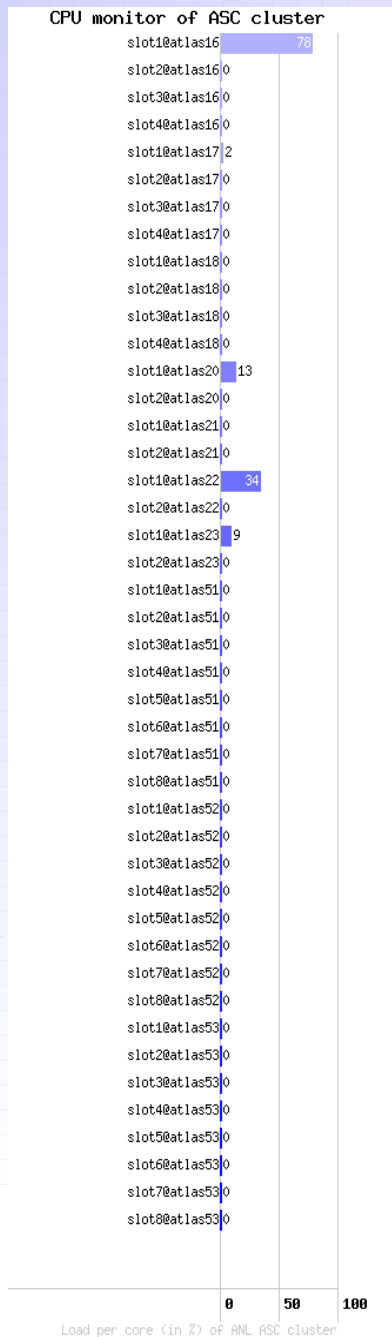 CPU monitor of ASC cluster
slot1@atlas16 78
slot2@atlas16 0
slot3@atlas16 0
slot4@atlas16 0
slot1@atlas17 2
slot2@atlas17 0
slot3@atlas17 0
slot4@atlas17 0
slot1@atlas18 0
slot2@atlas18 0
slot3@atlas18 0
slot4@atlas18 0
slot1@atlas20 13
slot2@atlas20 0
slot1@atlas21 0
slot2@atlas21 0
slot1@atlas22 34
slot2@atlas22 0
slot1@atlas23 9
slot2@atlas23 0
slot1@atlas51 0
slot2@atlas51 0
slot3@atlas51 0
slot4@atlas51 0
slot5@atlas51 0
slot6@atlas51 0
slot7@atlas51 0
slot8@atlas51 0
slot1@atlas52 0
slot2@atlas52 0
slot3@atlas52 0
slot4@atlas52 0
slot5@atlas52 0
slot6@atlas52 0
slot7@atlas52 0
slot8@atlas52 0
slot1@atlas53 0
slot2@atlas53 0
slot3@atlas53 0
slot4@atlas53 0
slot5@atlas53 0
slot6@atlas53 0
slot7@atlas53 0
slot8@atlas53 0
0 50 100
Load per core (in %) of ANL ASC cluster